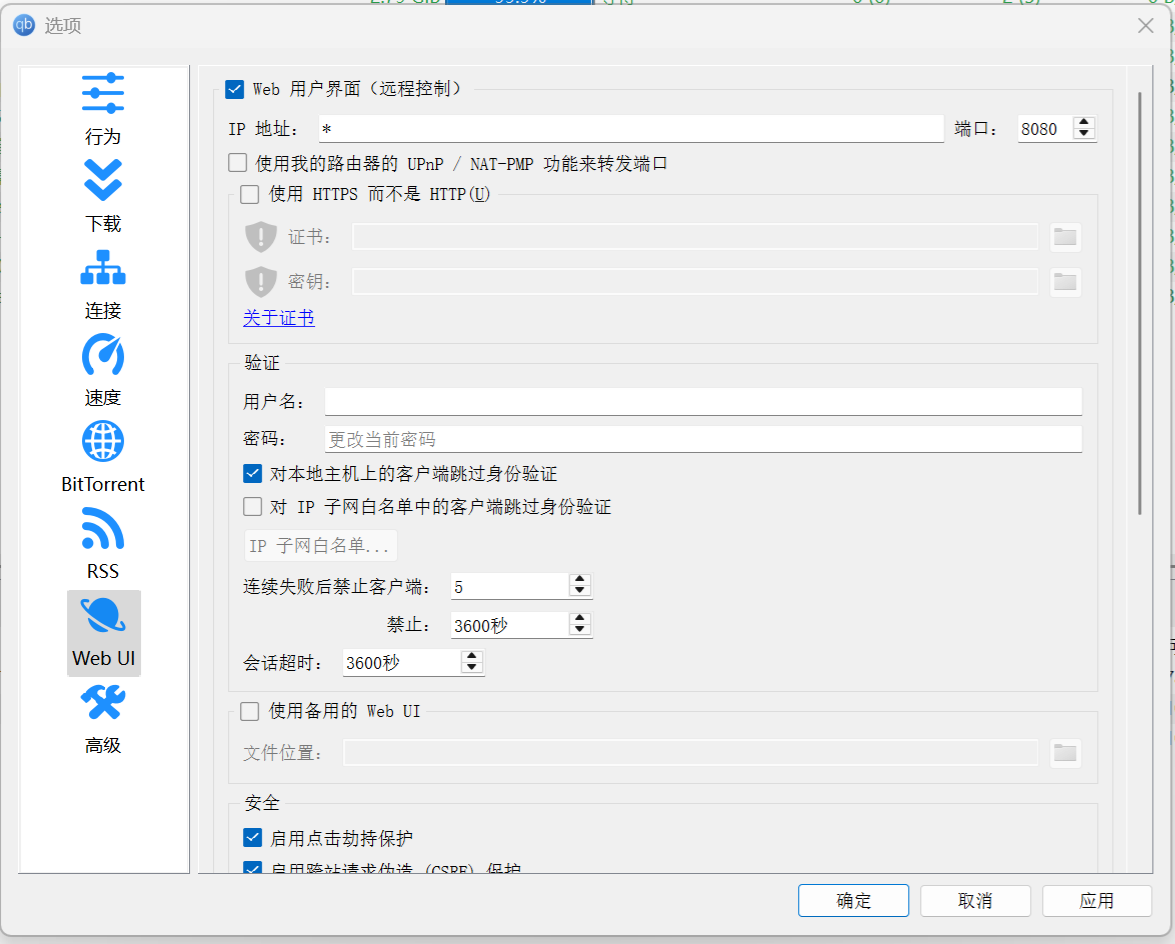 选项
行为
下载
连接
速度
BitTorrent
RSS
Web UI
高级
Web 用户界面（远程控制）
IP 地址： * 端口： 8080
使用我的路由器的 UPnP / NAT-PMP 功能来转发端口
使用 HTTPS 而不是 HTTP(U)
证书：
密钥：
关于证书
验证
用户名：
密码： 更改当前密码
对本地主机上的客户端跳过身份验证
对 IP 子网白名单中的客户端跳过身份验证
IP 子网白名单...
连续失败后禁止客户端： 5
禁止： 3600秒
会话超时： 3600秒
使用备用的 Web UI
文件位置：
安全
启用点击劫持保护
启用跨站请求伪造 (CSRF) 保护
确定 取消 应用